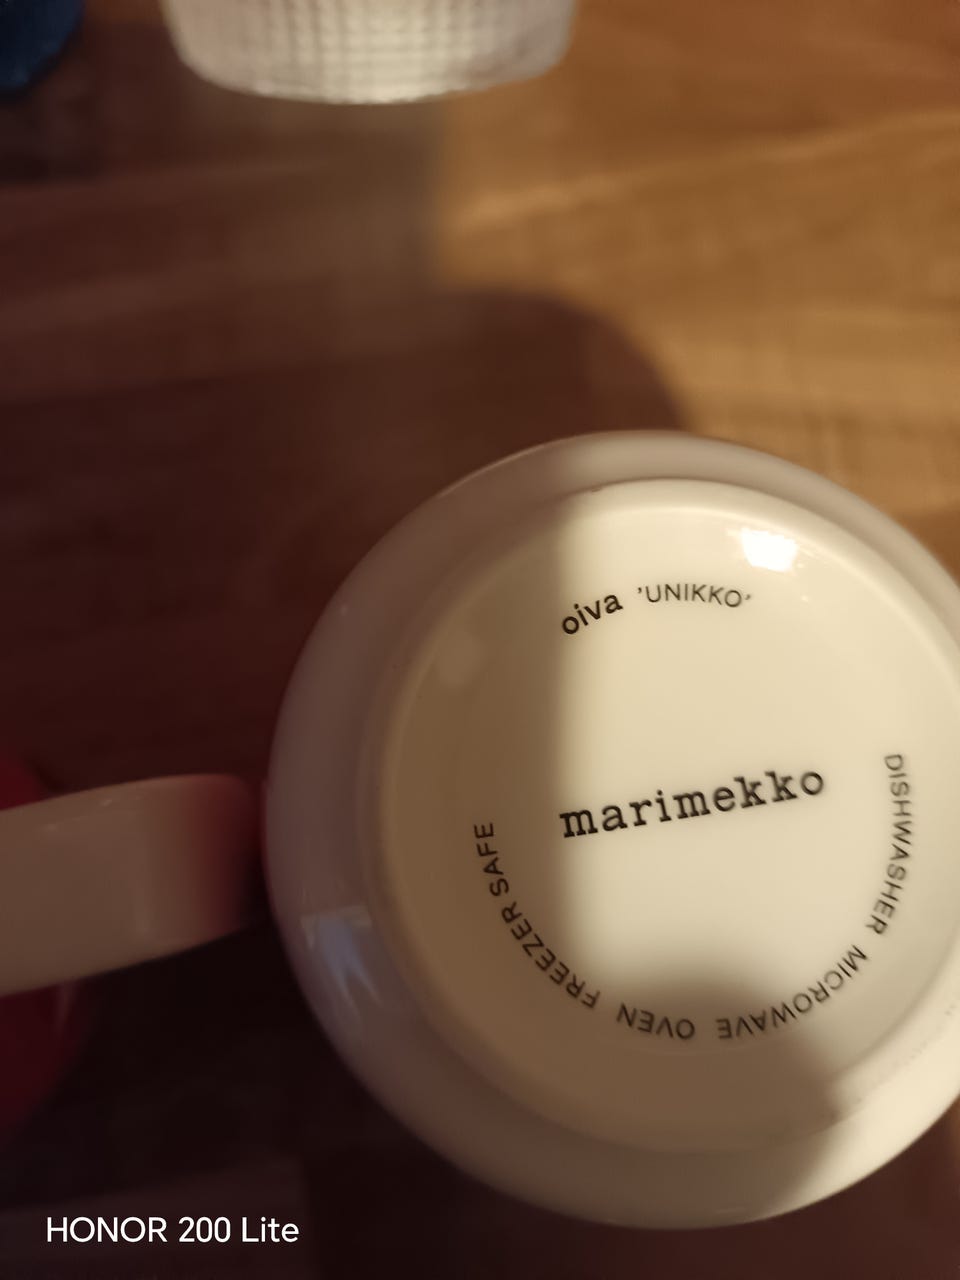 oiva 'UNIKKO'
marimekko
DISHWASHER MICROWAVE OVEN FREEZER SAFE
HONOR 200 Lite